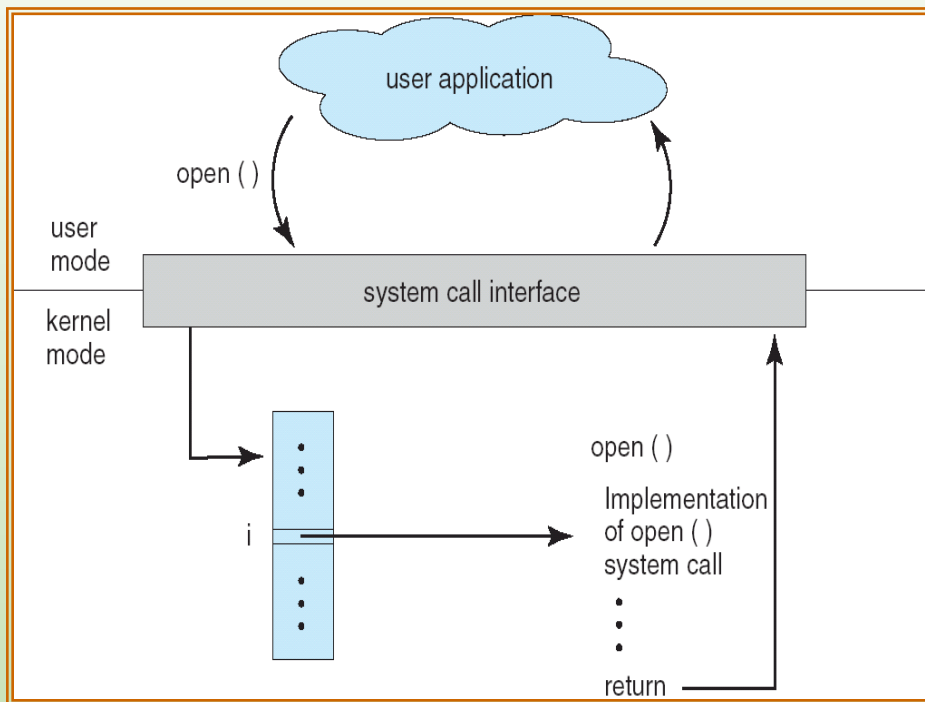 user application
open ( )
user
mode
system call interface
kernel
mode
open ( )
Implementation
of open ( )
system call
i
return